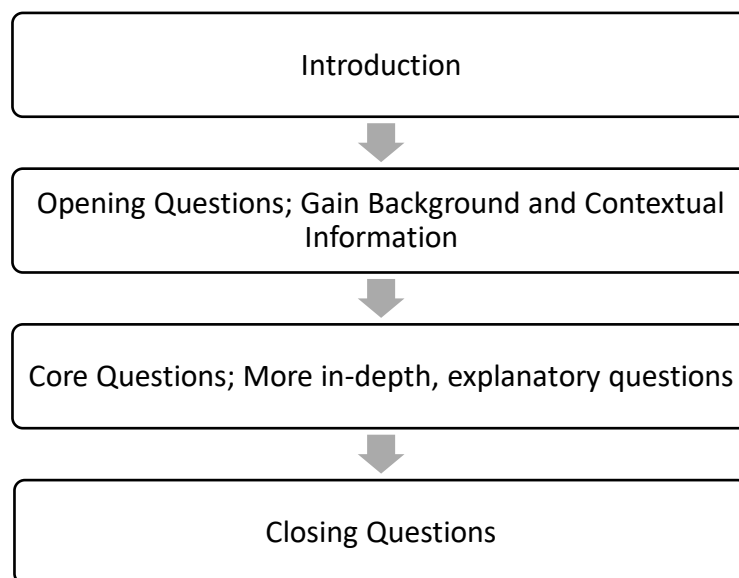 Introduction
Opening Questions; Gain Background and Contextual
Information
Core Questions; More in-depth, explanatory questions
Closing Questions